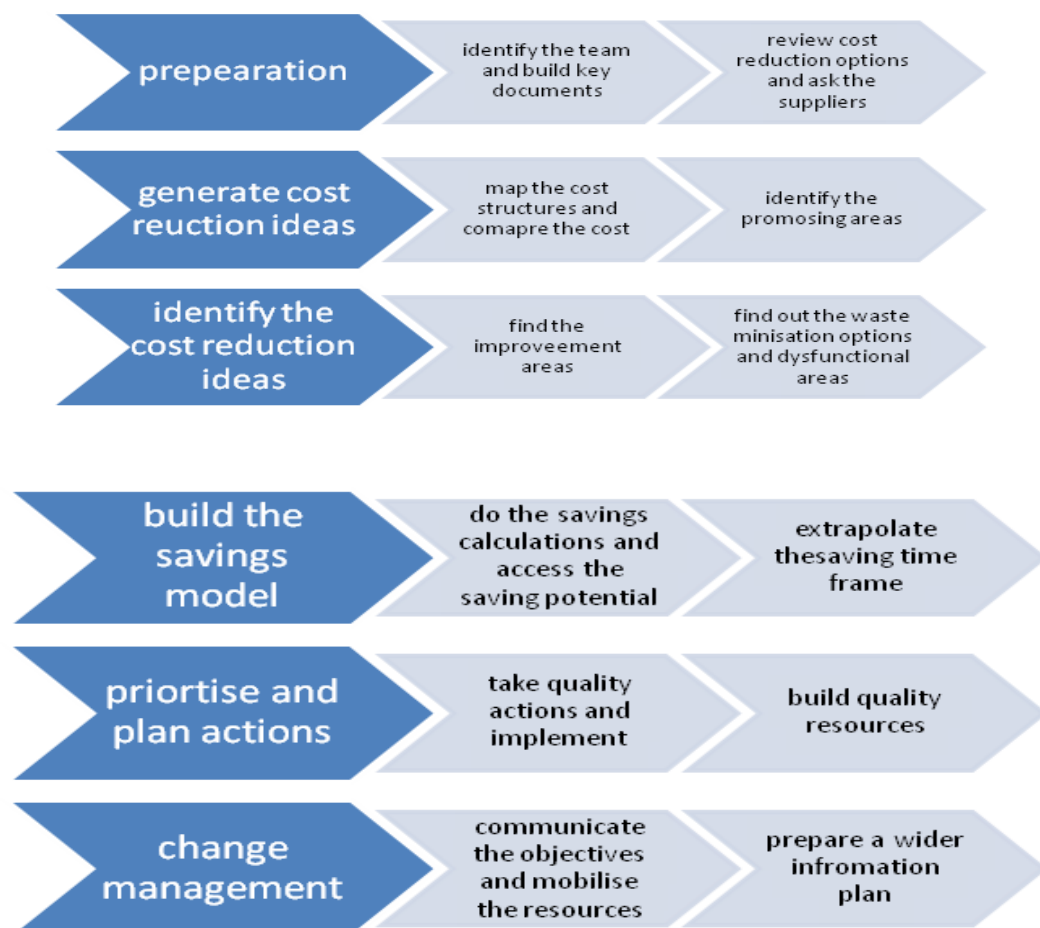 prepearation
identify the team
and build key
documents
review cost
reduction options
and ask the
suppliers
generate cost
reuction ideas
map the cost
structures and
comapre the cost
identify the
promosing areas
identify the
cost reduction
ideas
find the
improveement
areas
find out the waste
minisation options
and dysfunctional
areas
build the
savings
model
do the savings
calculations and
access the
saving potential
extrapolate
thesaving time
frame
priortise and
plan actions
take quality
actions and
implement
build quality
resources
change
management
communicate
the objectives
and mobilise
the resources
prepare a wider
infromation
plan